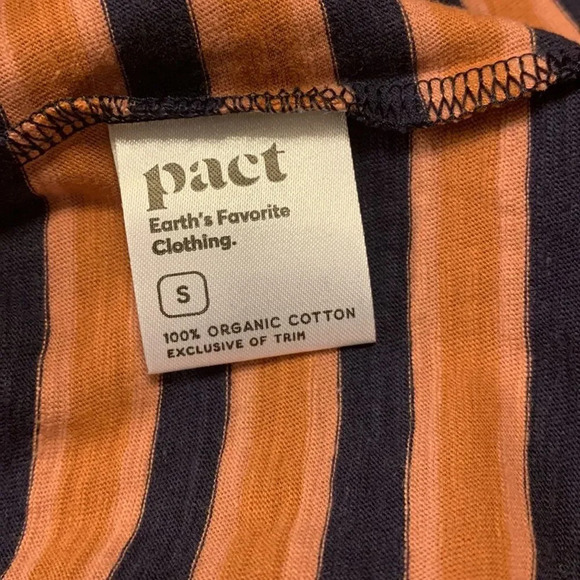 pact
Earth's Favorite
Clothing.
S
100% ORGANIC COTTON
EXCLUSIVE OF TRIM